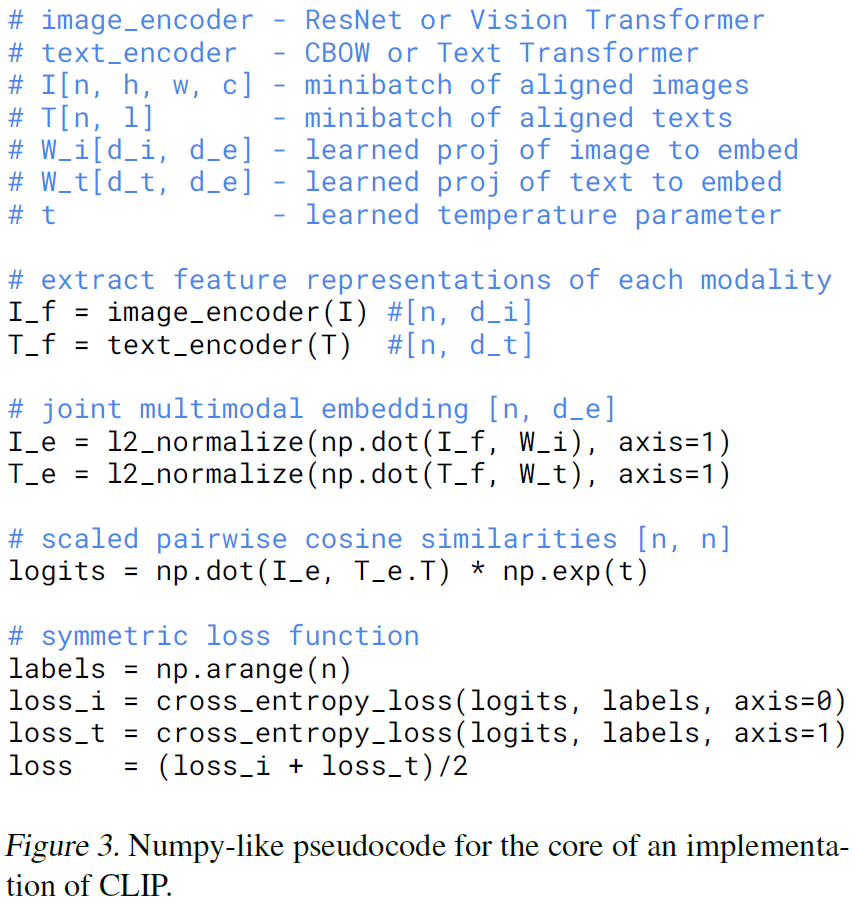 # image_encoder - ResNet or Vision Transformer
# text_encoder  - CBOW or Text Transformer
# I[n, h, w, c] - minibatch of aligned images
# T[n, l]       - minibatch of aligned texts
# W_i[d_i, d_e] - learned proj of image to embed
# W_t[d_t, d_e] - learned proj of text to embed
# t             - learned temperature parameter

# extract feature representations of each modality
I_f = image_encoder(I) #[n, d_i]
T_f = text_encoder(T)  #[n, d_t]

# joint multimodal embedding [n, d_e]
I_e = l2_normalize(np.dot(I_f, W_i), axis=1)
T_e = l2_normalize(np.dot(T_f, W_t), axis=1)

# scaled pairwise cosine similarities [n, n]
logits = np.dot(I_e, T_e.T) * np.exp(t)

# symmetric loss function
labels = np.arange(n)
loss_i = cross_entropy_loss(logits, labels, axis=0)
loss_t = cross_entropy_loss(logits, labels, axis=1)
loss   = (loss_i + loss_t)/2

Figure 3. Numpy-like pseudocode for the core of an implementa-
tion of CLIP.